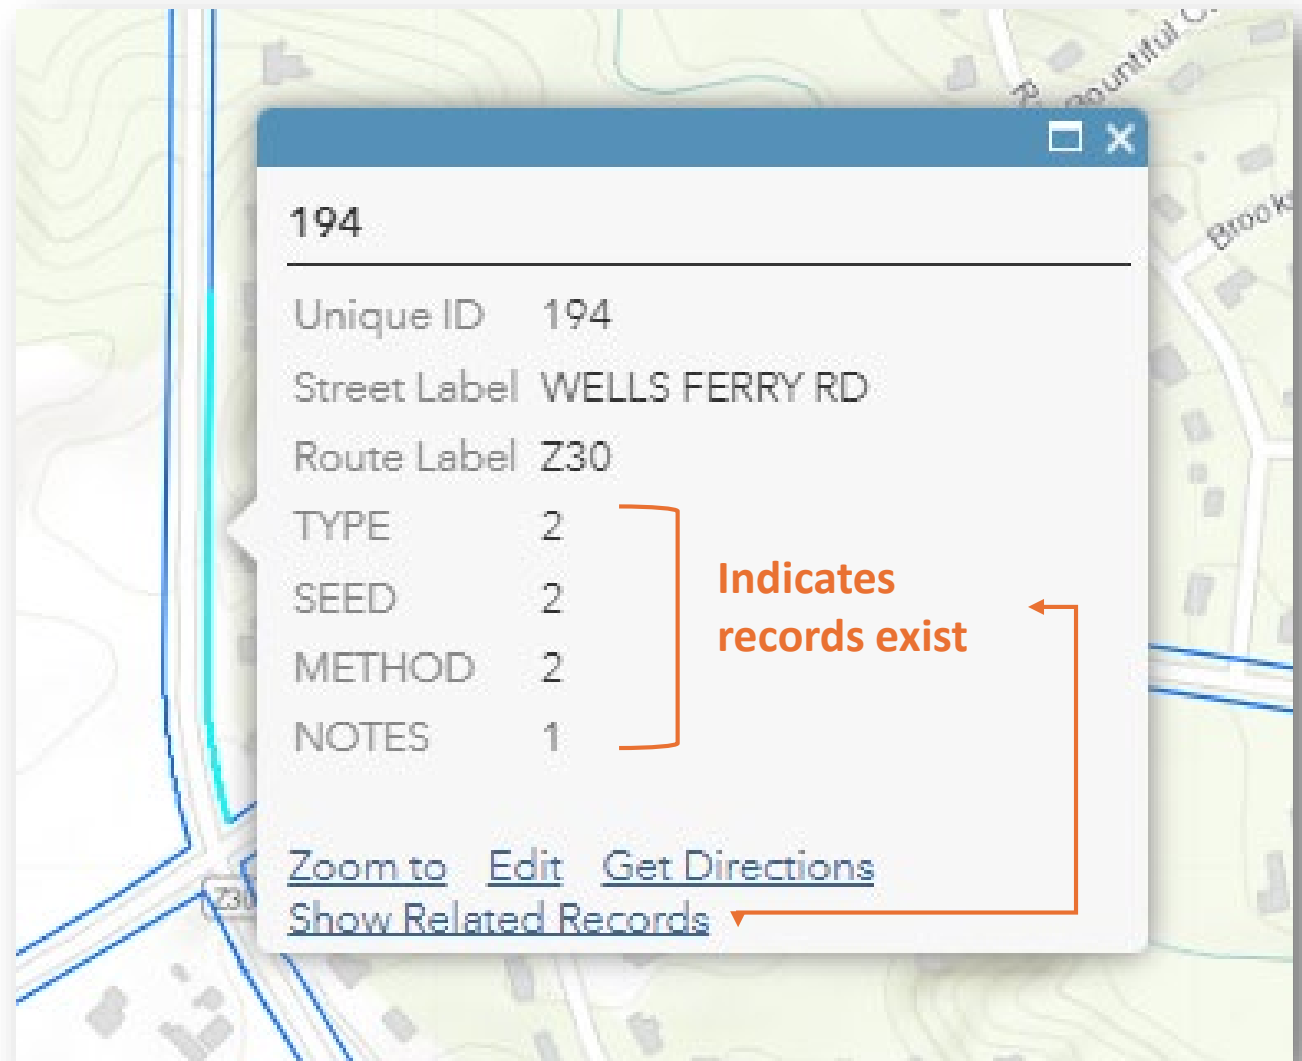 Bountiful
Brook
194
Unique ID 194
Street Label WELLS FERRY RD
Route Label Z30
TYPE 2
SEED 2
METHOD 2
NOTES 1
Indicates
records exist
Zoom to Edit Get Directions
Show Related Records
Z30